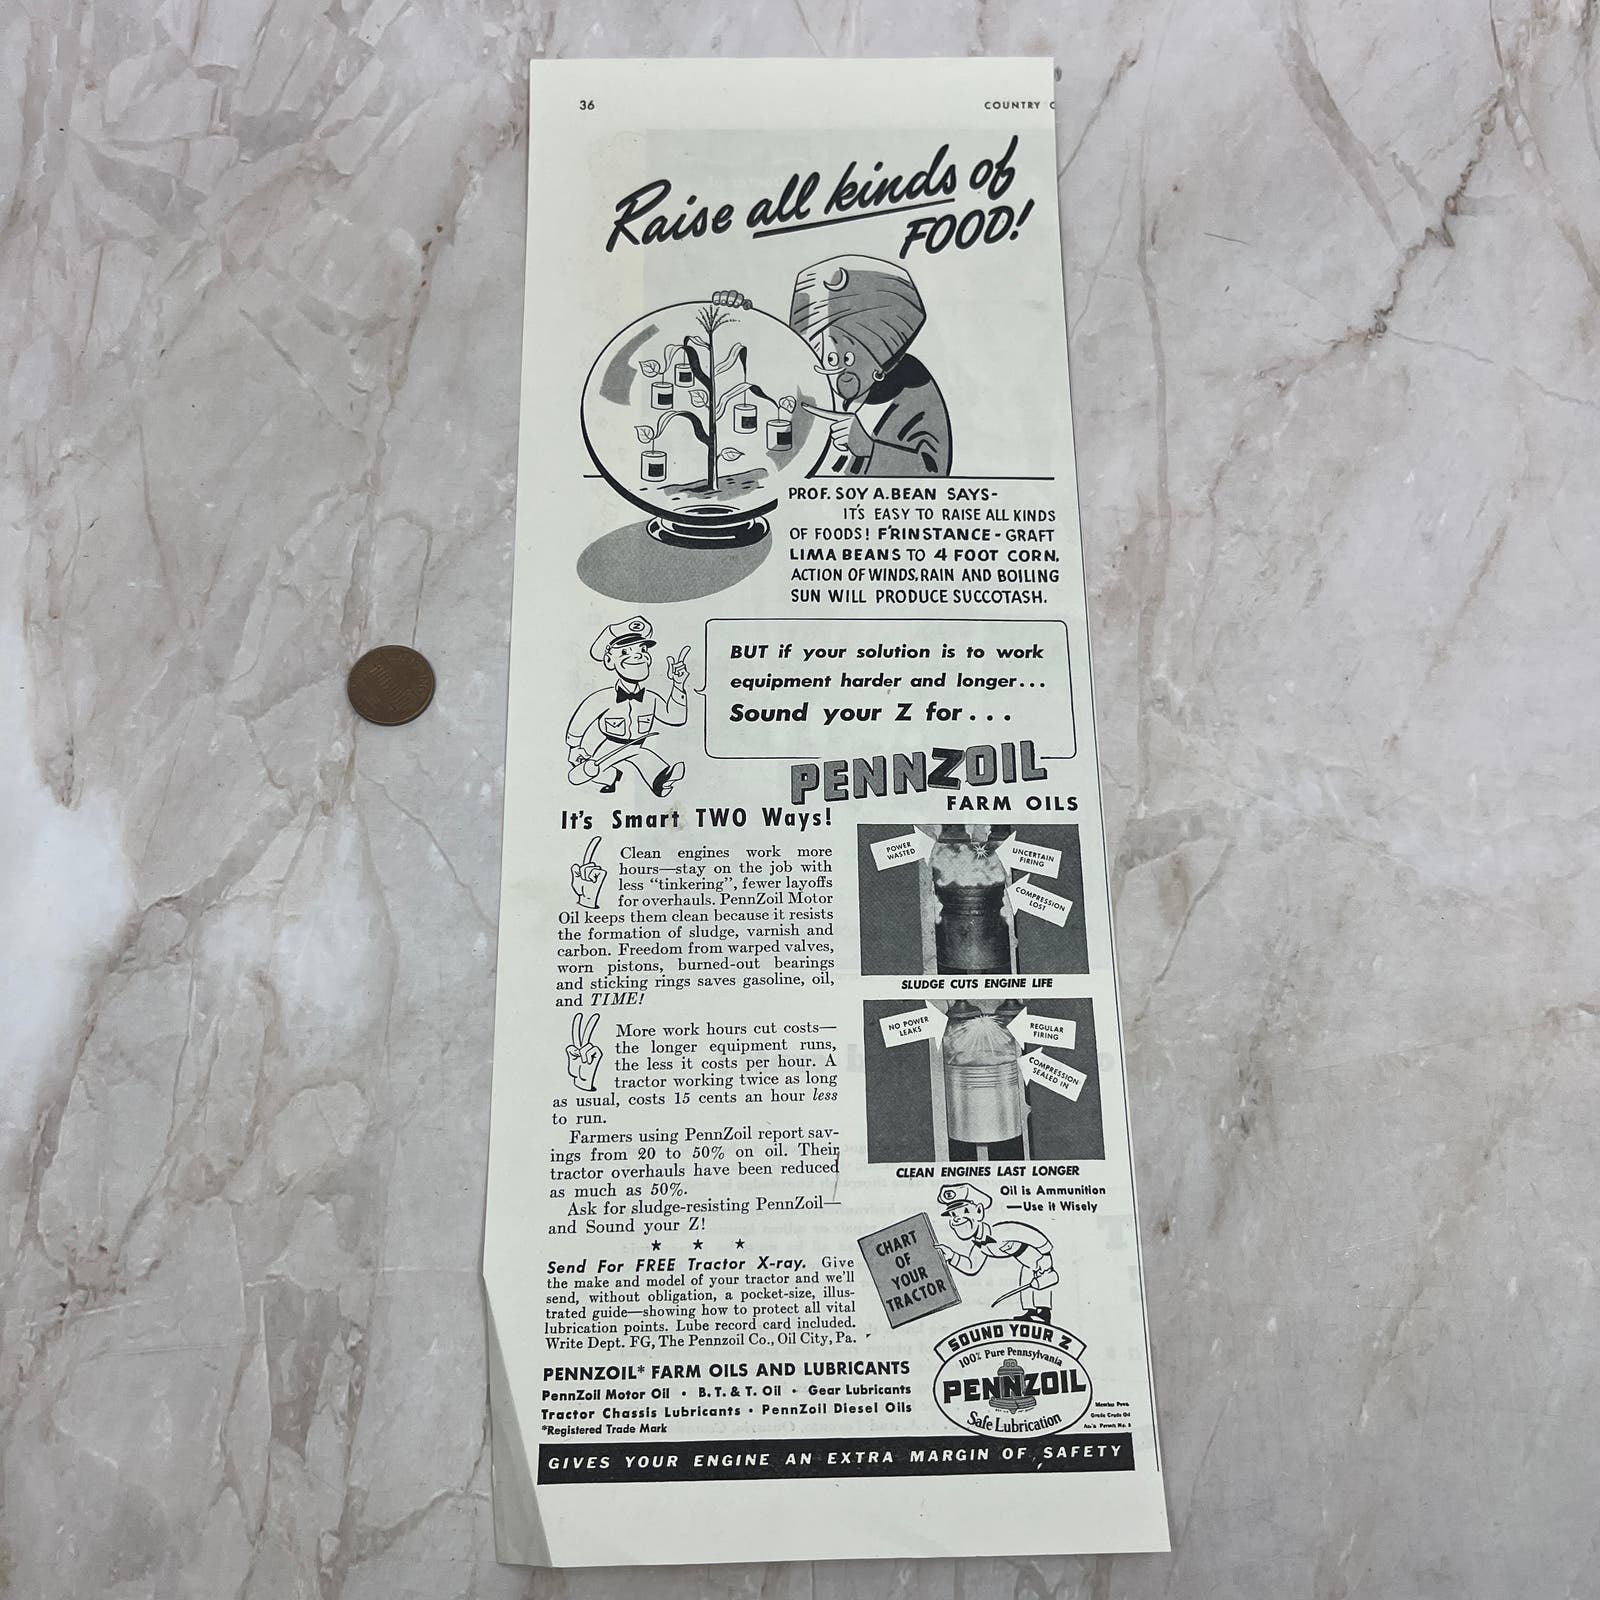 36
COUNTRY
Raise all kinds of
FOOD!
PROF. SOY A.BEAN SAYS-
IT'S EASY TO RAISE ALL KINDS
OF FOODS! F'RINSTANCE - GRAFT
LIMA BEANS TO 4 FOOT CORN.
ACTION OF WINDS, RAIN AND BOILING
SUN WILL PRODUCE SUCCOTASH.
Z
BUT if your solution is to work
equipment harder and longer...
Sound your Z for...
PENNZOIL
FARM OILS
It's Smart TWO Ways!
Clean engines work more
hours—stay on the job with
less "tinkering", fewer layoffs
for overhauls. PennZoil Motor
Oil keeps them clean because it resists
the formation of sludge, varnish and
carbon. Freedom from warped valves,
worn pistons, burned-out bearings
and sticking rings saves gasoline, oil,
and TIME!
More work hours cut costs—
the longer equipment runs,
the less it costs per hour. A
tractor working twice as long
as usual, costs 15 cents an hour less
to run.
Farmers using PennZoil report sav-
ings from 20 to 50% on oil. Their
tractor overhauls have been reduced
as much as 50%.
Ask for sludge-resisting PennZoil—
and Sound your Z!
★ ★ ★
Send For FREE Tractor X-ray. Give
the make and model of your tractor and we'll
send, without obligation, a pocket-size, illus-
trated guide—showing how to protect all vital
lubrication points. Lube record card included.
Write Dept. FG, The Pennzoil Co., Oil City, Pa.
POWER
WASTED
UNCERTAIN
FIRING
COMPRESSION
LOST
SLUDGE CUTS ENGINE LIFE
NO POWER
LEAKS
REGULAR
FIRING
COMPRESSION
SEALED IN
CLEAN ENGINES LAST LONGER
Oil is Ammunition
—Use it Wisely
Z
CHART
OF
YOUR
TRACTOR
SOUND YOUR Z
100% Pure Pennsylvania
PENNZOIL
Safe Lubrication
Member Penn.
Grade Crude Oil
Ass'n Permit No. 2
PENNZOIL* FARM OILS AND LUBRICANTS
PennZoil Motor Oil • B. T. & T. Oil • Gear Lubricants
Tractor Chassis Lubricants • PennZoil Diesel Oils
*Registered Trade Mark
GIVES YOUR ENGINE AN EXTRA MARGIN OF SAFETY